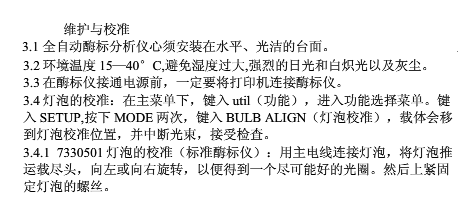 维护与校准
3.1 全自动酶标分析仪心须安装在水平、光洁的台面。
3.2 环境温度 15—40°C,避免湿度过大,强烈的日光和白炽光以及灰尘。
3.3 在酶标仪接通电源前，一定要将打印机连接酶标仪。
3.4 灯泡的校准：在主菜单下，键入 util（功能），进入功能选择菜单。键
入 SETUP,按下 MODE 两次，键入 BULB ALIGN（灯泡校准），载体会移
到灯泡校准位置，并中断光束，接受检查。
3.4.1 7330501 灯泡的校准（标准酶标仪）：用主电线连接灯泡，将灯泡推
运载尽头，向左或向右旋转，以便得到一个尽可能好的光圈。然后上紧固
定灯泡的螺丝。